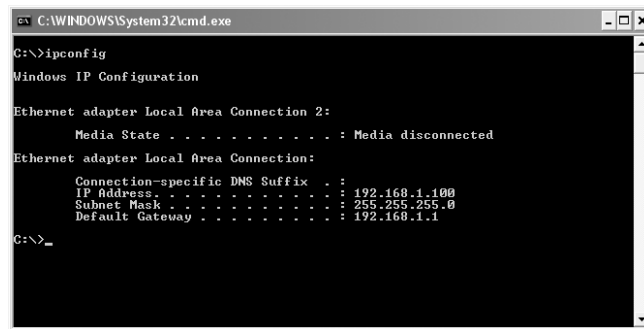 C:\WINDOWS\System32\cmd.exe
C:\>ipconfig
Windows IP Configuration
Ethernet adapter Local Area Connection 2:
Media State . . . . . . . . . . . : Media disconnected
Ethernet adapter Local Area Connection:
Connection-specific DNS Suffix . :
IP Address. . . . . . . . . . . . : 192.168.1.100
Subnet Mask . . . . . . . . . . . : 255.255.255.0
Default Gateway . . . . . . . . . : 192.168.1.1
C:\>_